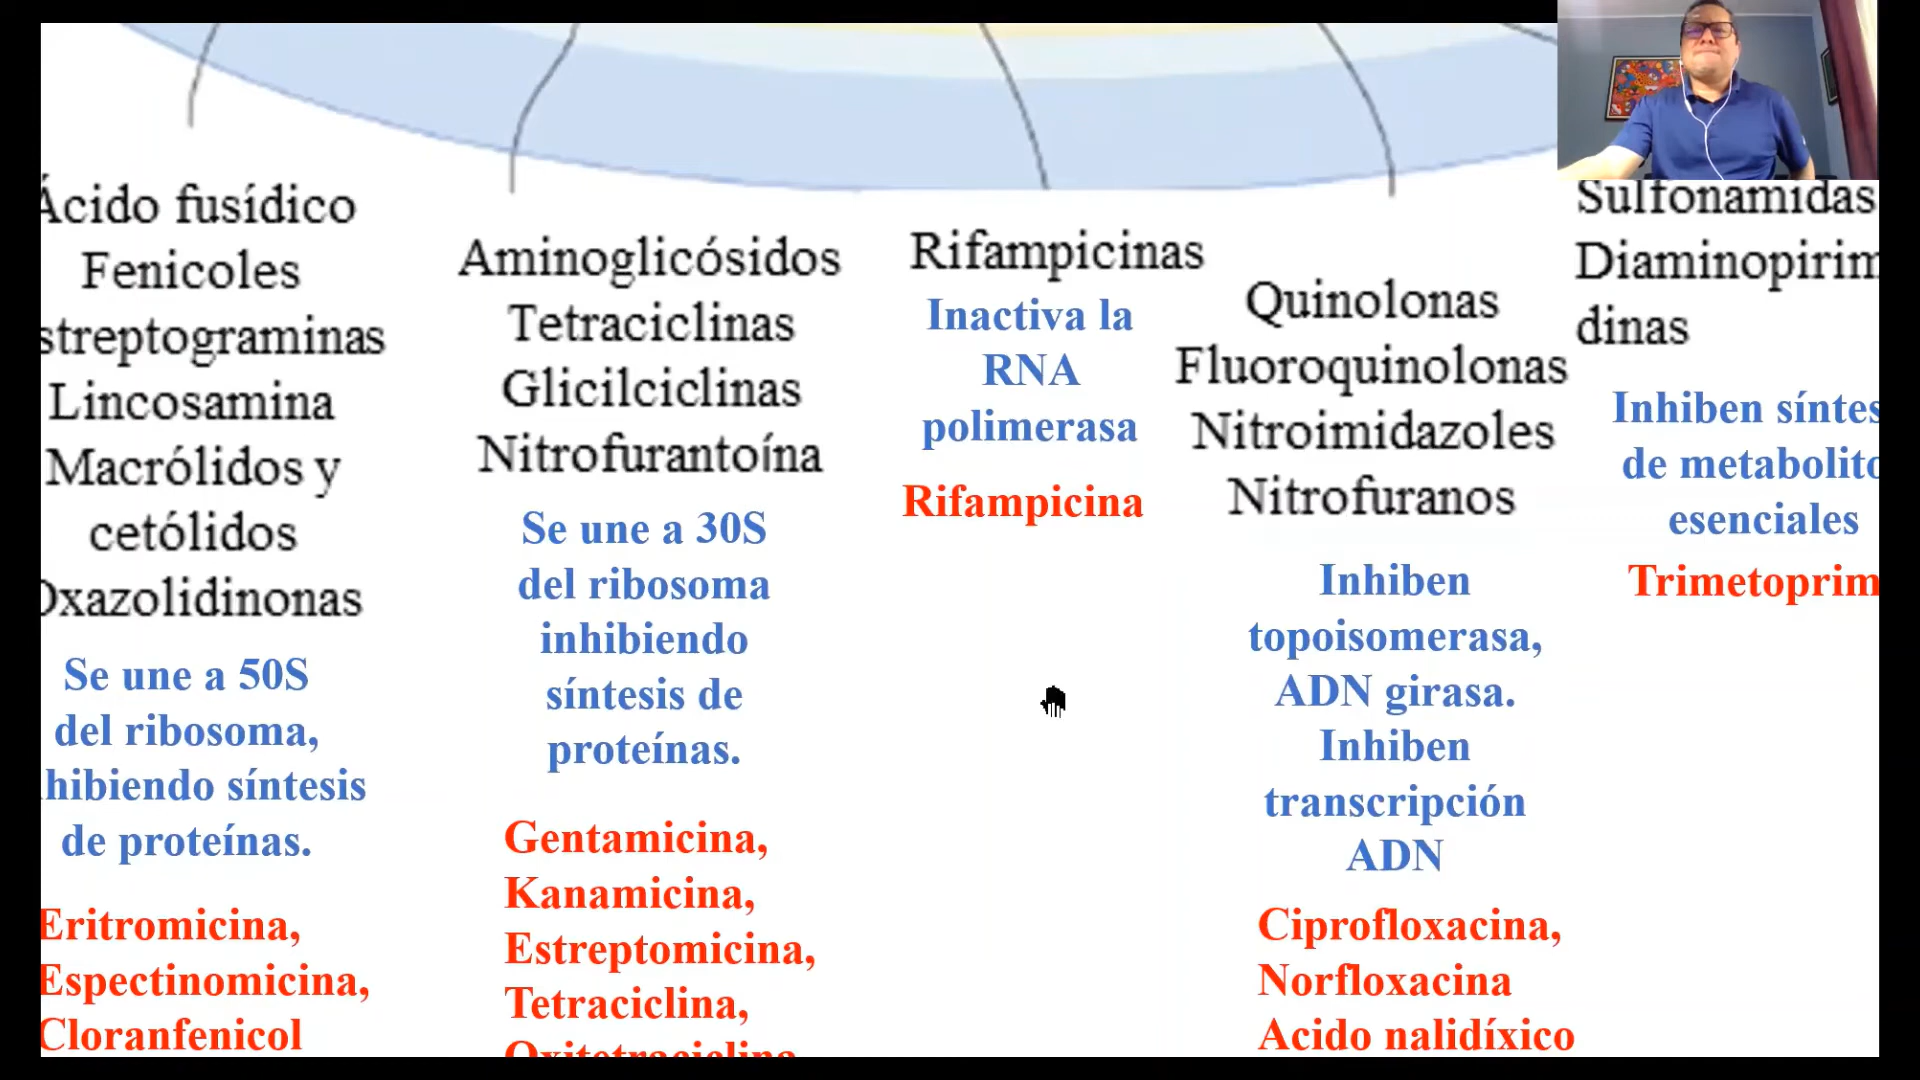 Ácido fusídico
Fenicoles
streptograminas
Lincosamina
Macrólidos y
cetólidos
Oxazolidinonas
Se une a 50S
del ribosoma,
hibiendo síntesis
de proteínas.
Eritromicina,
Espectinomicina,
Cloranfenicol
Aminoglicósidos
Tetraciclinas
Glicilciclinas
Nitrofurantoína
Se une a 30S
del ribosoma
inhibiendo
síntesis de
proteínas.
Gentamicina,
Kanamicina,
Estreptomicina,
Tetraciclina,
Oxitetraciclina
Rifampicinas
Inactiva la
RNA
polimerasa
Rifampicina
Quinolonas
Fluoroquinolonas
Nitroimidazoles
Nitrofuranos
Inhiben
topoisomerasa,
ADN girasa.
Inhiben
transcripción
ADN
Ciprofloxacina,
Norfloxacina
Acido nalidíxico
Sulfonamidas
Diaminopirim
dinas
Inhiben síntes
de metabolito
esenciales
Trimetoprim